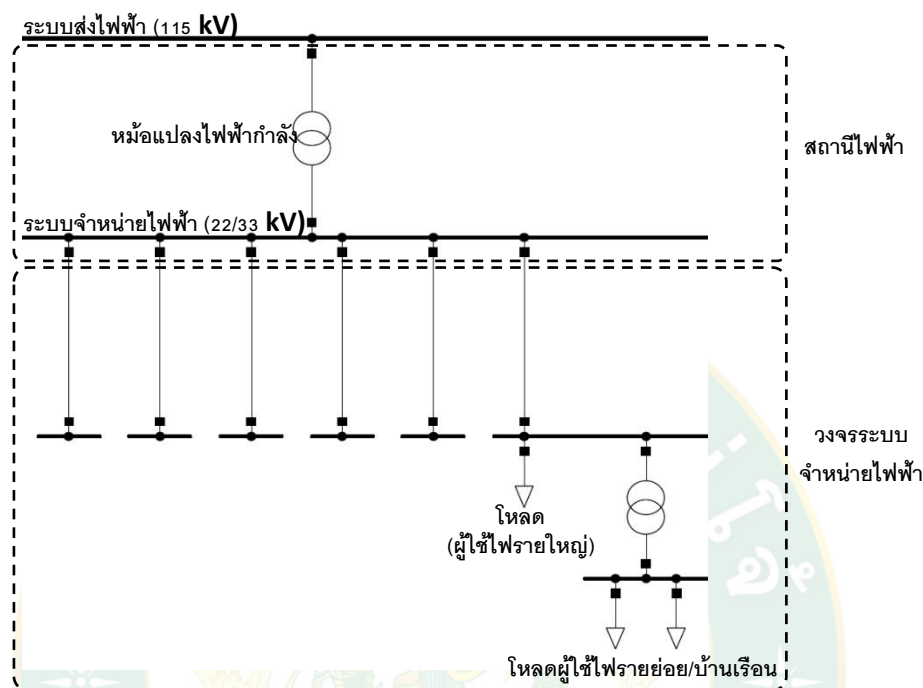 ระบบส่งไฟฟ้า (115 kV)
หม้อแปลงไฟฟ้ากำลัง
สถานีไฟฟ้า
ระบบจำหน่ายไฟฟ้า (22/33 kV)
วงจรระบบ
จำหน่ายไฟฟ้า
โหลด
(ผู้ใช้ไฟรายใหญ่)
โหลดผู้ใช้ไฟรายย่อย/บ้านเรือน